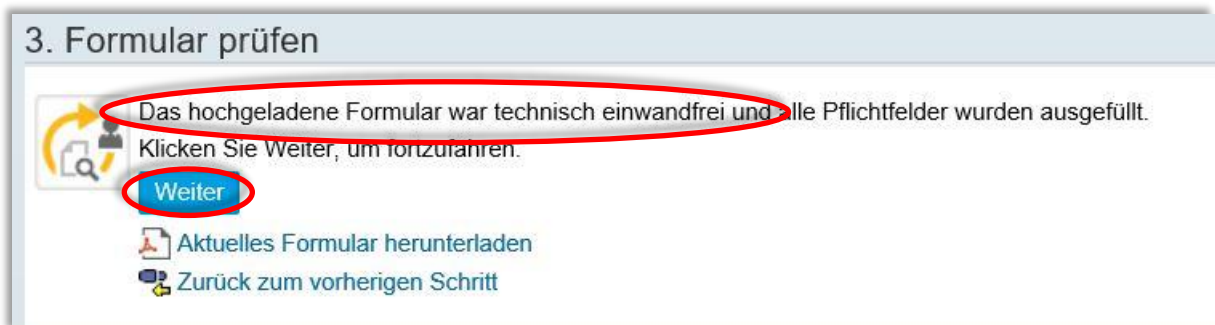 3. Formular prüfen
Das hochgeladene Formular war technisch einwandfrei und alle Pflichtfelder wurden ausgefüllt.
Klicken Sie Weiter, um fortzufahren.
Weiter
Aktuelles Formular herunterladen
Zurück zum vorherigen Schritt